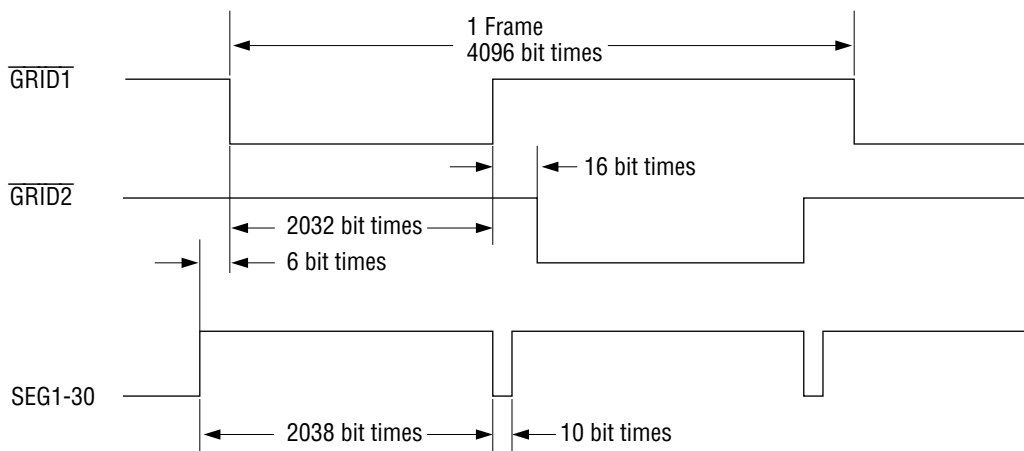 1 Frame
4096 bit times
GRID1
16 bit times
GRID2
2032 bit times
6 bit times
SEG1-30
2038 bit times
10 bit times